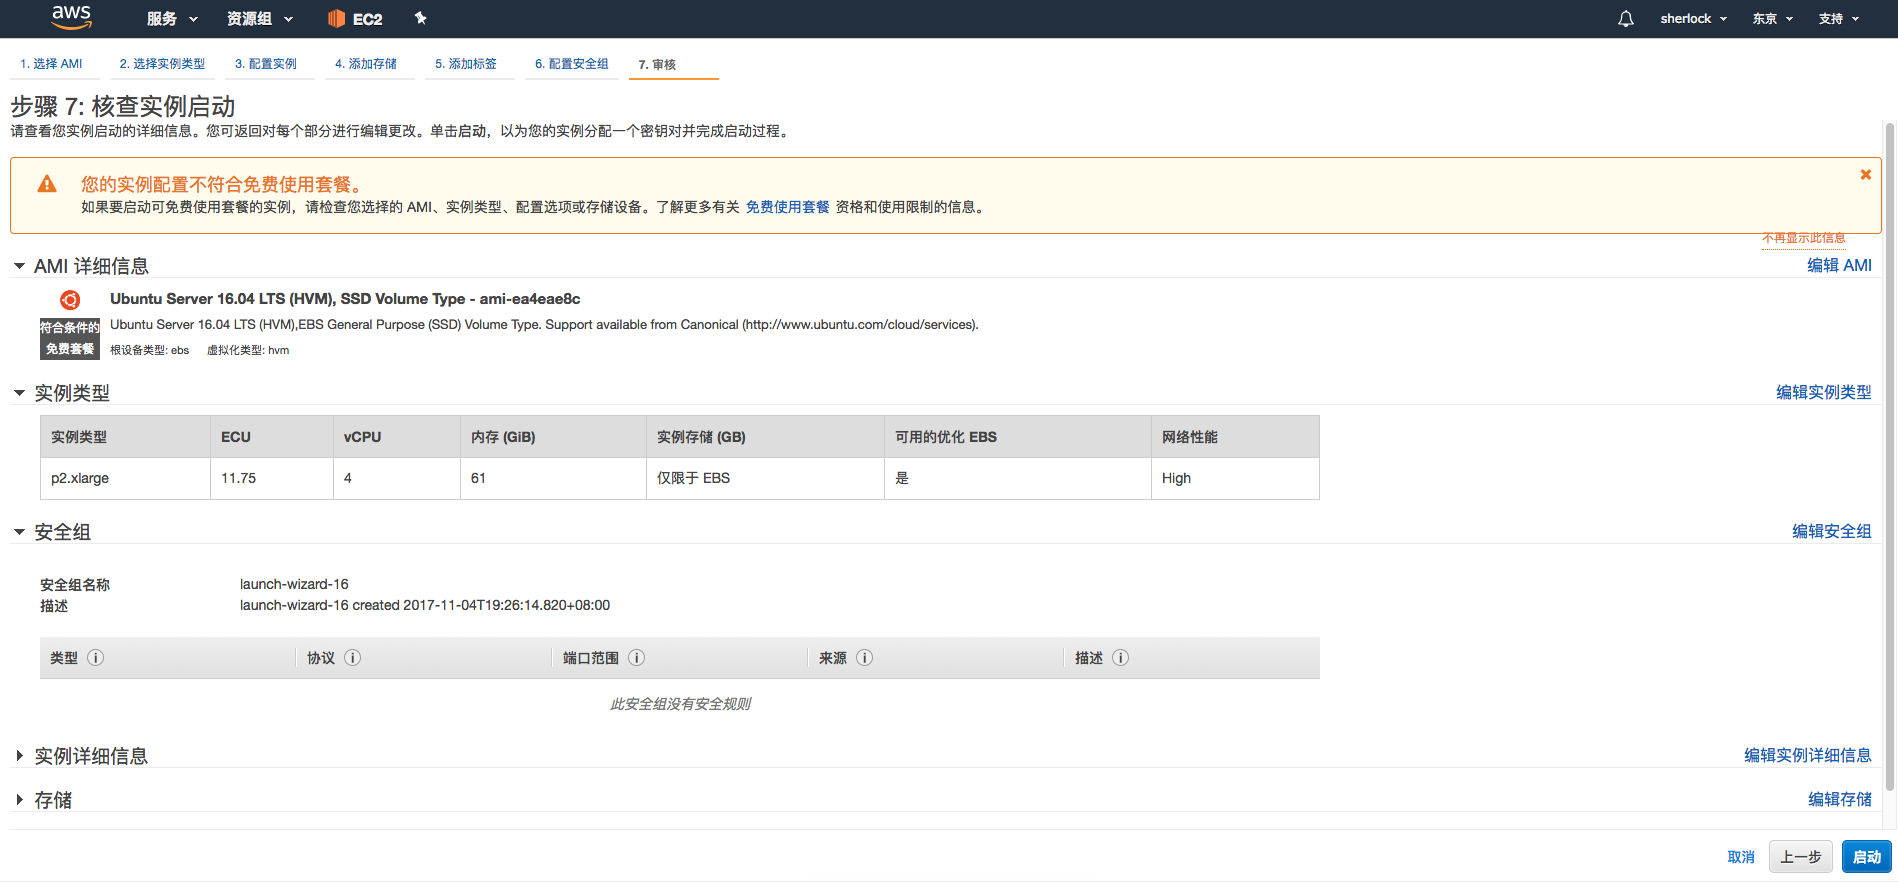 aws 服务 资源组 EC2 sherlock 东京 支持
1. 选择 AMI 2. 选择实例类型 3. 配置实例 4. 添加存储 5. 添加标签 6. 配置安全组 7. 审核
步骤 7: 核查实例启动
请查看您实例启动的详细信息。您可返回对每个部分进行编辑更改。单击启动，以为您的实例分配一个密钥对并完成启动过程。
您的实例配置不符合免费使用套餐。
如果要启动可免费使用套餐的实例，请检查您选择的 AMI、实例类型、配置选项或存储设备。了解更多有关 免费使用套餐 资格和使用限制的信息。
不再显示此信息
AMI 详细信息 编辑 AMI
Ubuntu Server 16.04 LTS (HVM), SSD Volume Type - ami-ea4eae8c
符合条件的
免费套餐
Ubuntu Server 16.04 LTS (HVM),EBS General Purpose (SSD) Volume Type. Support available from Canonical (http://www.ubuntu.com/cloud/services).
根设备类型: ebs 虚拟化类型: hvm
实例类型 编辑实例类型
实例类型 ECU vCPU 内存 (GiB) 实例存储 (GB) 可用的优化 EBS 网络性能
p2.xlarge 11.75 4 61 仅限于 EBS 是 High
安全组 编辑安全组
安全组名称 launch-wizard-16
描述 launch-wizard-16 created 2017-11-04T19:26:14.820+08:00
类型 协议 端口范围 来源 描述
此安全组没有安全规则
实例详细信息 编辑实例详细信息
存储 编辑存储
取消 上一步 启动